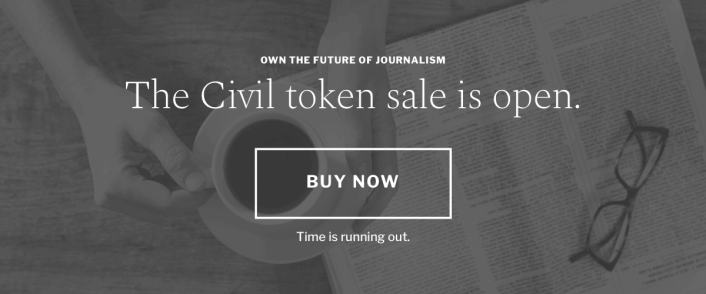 OWN THE FUTURE OF JOURNALISM
The Civil token sale is open.
BUY NOW
Time is running out.